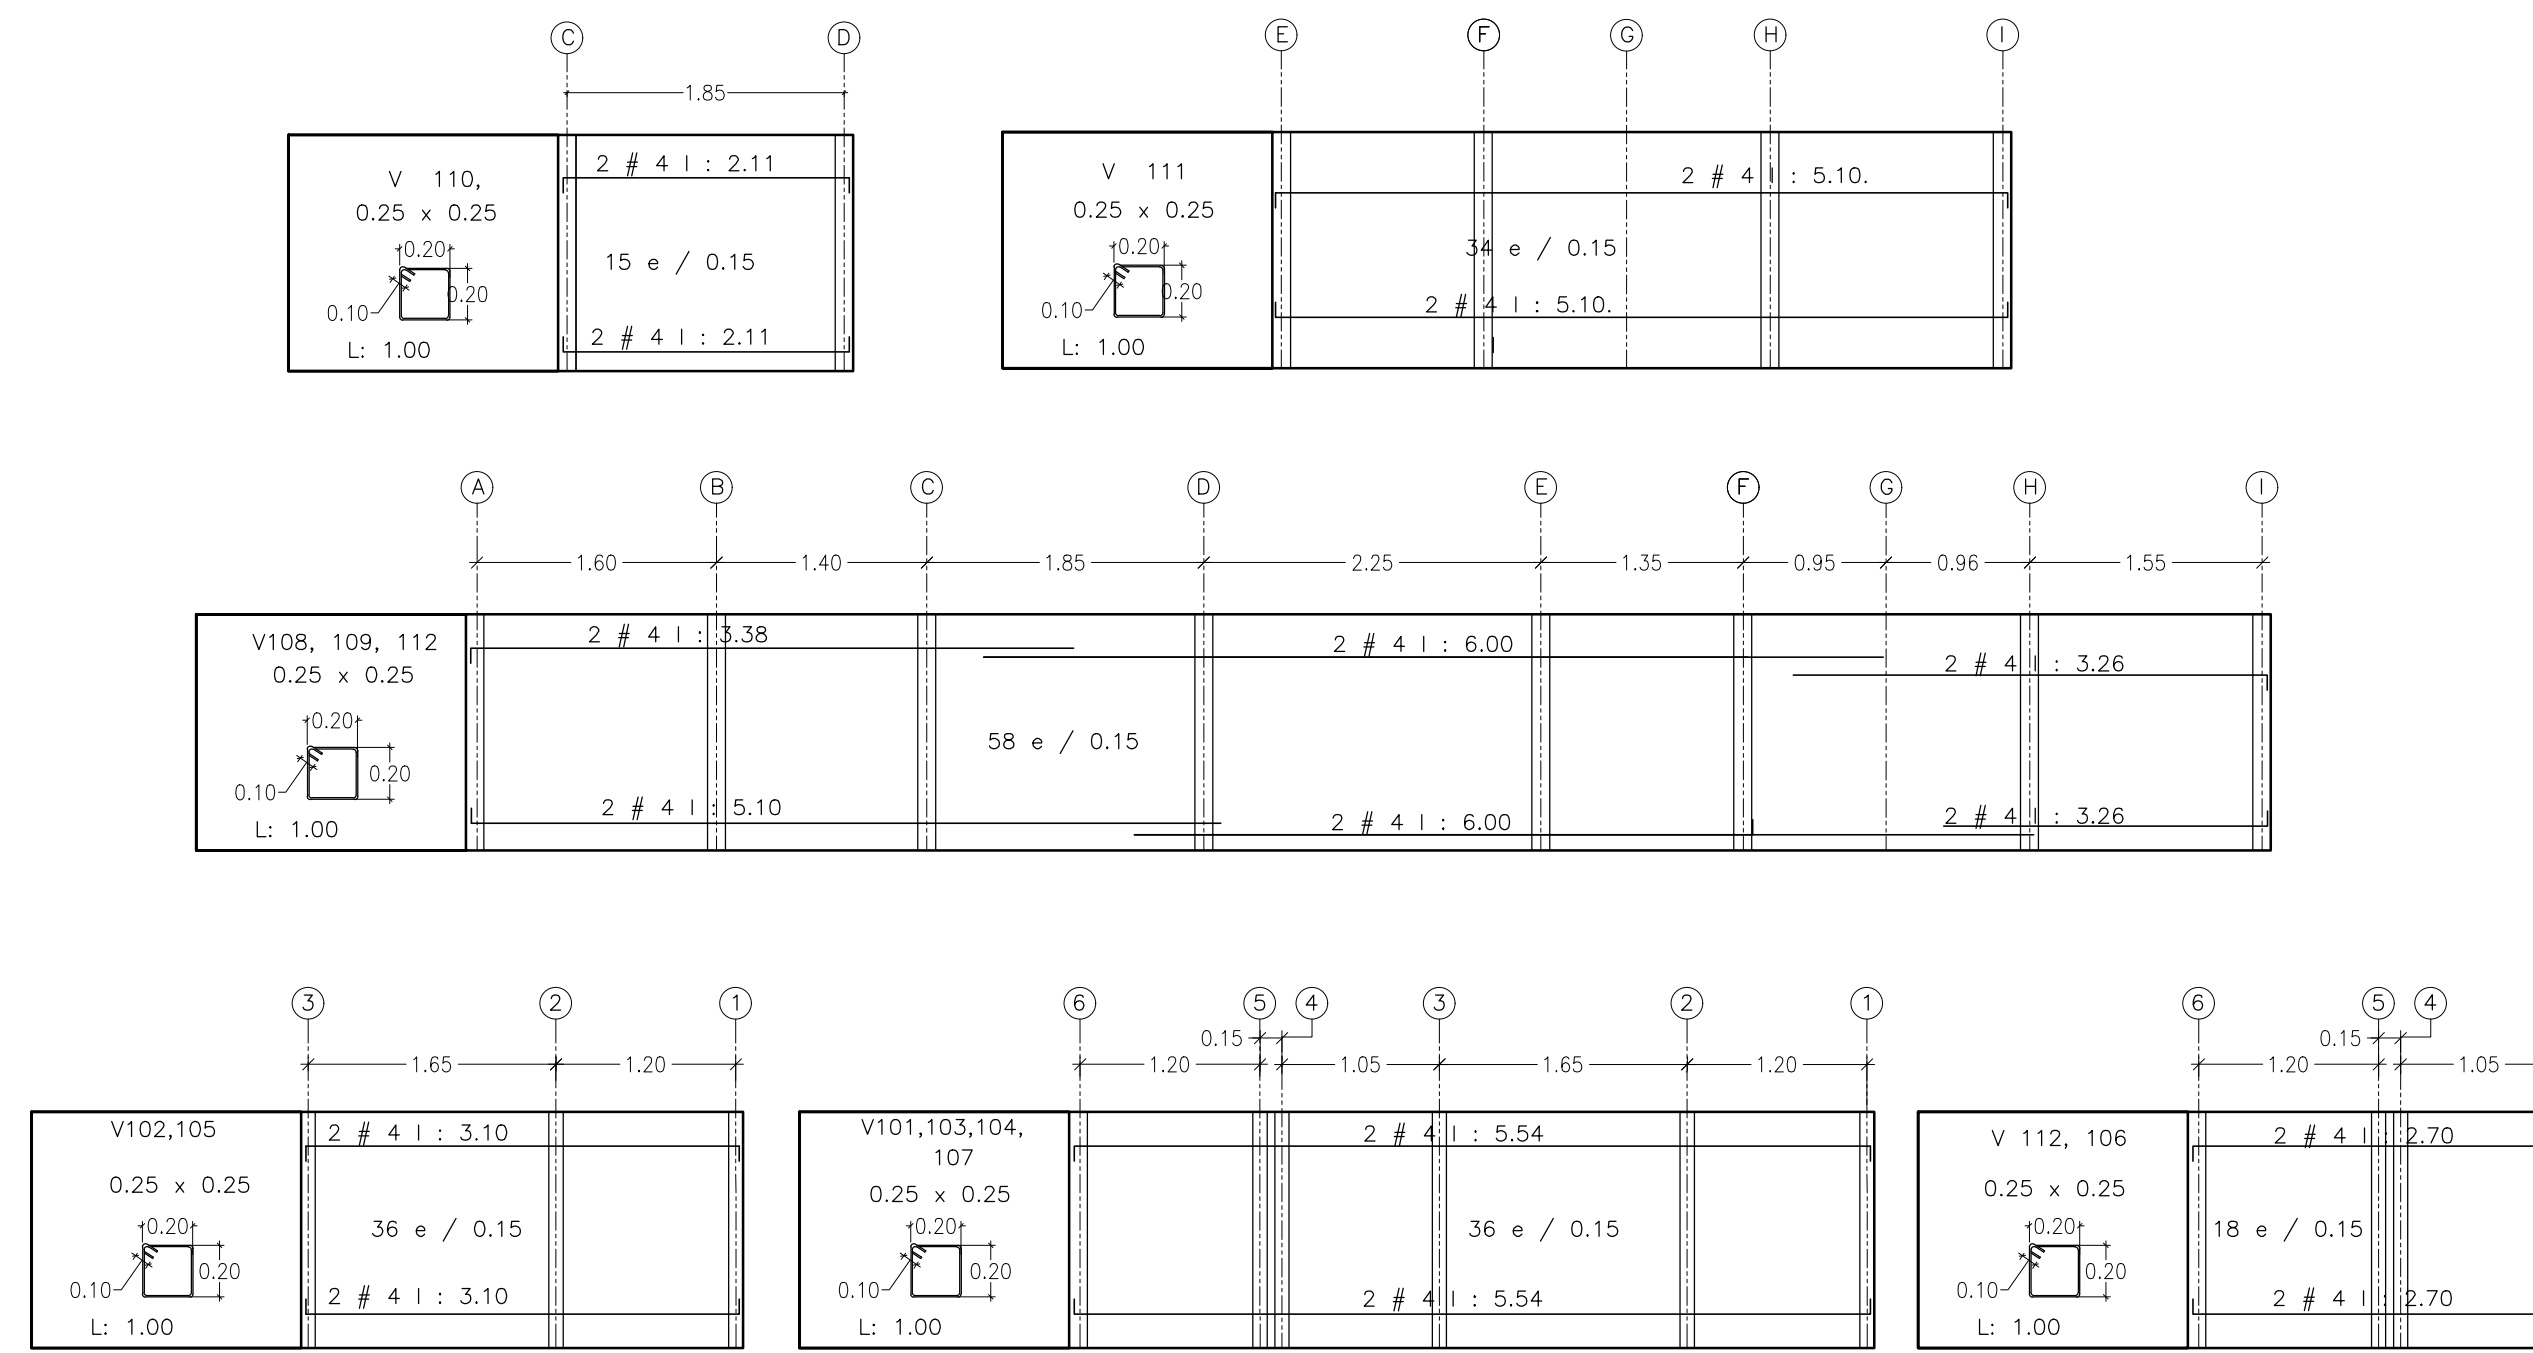 C D
1.85
V 110,
0.25 x 0.25
0.20
0.20
0.10
L: 1.00
2 # 4 l : 2.11
15 e / 0.15
2 # 4 l : 2.11
E F G H I
V 111
0.25 x 0.25
0.20
0.20
0.10
L: 1.00
2 # 4 l : 5.10.
34 e / 0.15
2 # 4 l : 5.10.
A B C D E F G H I
1.60 1.40 1.85 2.25 1.35 0.95 0.96 1.55
V108, 109, 112
0.25 x 0.25
0.20
0.20
0.10
L: 1.00
2 # 4 l : 3.38
2 # 4 l : 6.00
2 # 4 l : 3.26
58 e / 0.15
2 # 4 l : 5.10
2 # 4 l : 6.00
2 # 4 l : 3.26
3 2 1
1.65 1.20
V102,105
0.25 x 0.25
0.20
0.20
0.10
L: 1.00
2 # 4 l : 3.10
36 e / 0.15
2 # 4 l : 3.10
6 5 4 3 2 1
0.15
1.20 1.05 1.65 1.20
V101,103,104,
107
0.25 x 0.25
0.20
0.20
0.10
L: 1.00
2 # 4 l : 5.54
36 e / 0.15
2 # 4 l : 5.54
6 5 4
0.15
1.20 1.05
V 112, 106
0.25 x 0.25
0.20
0.20
0.10
L: 1.00
2 # 4 l : 2.70
18 e / 0.15
2 # 4 l : 2.70